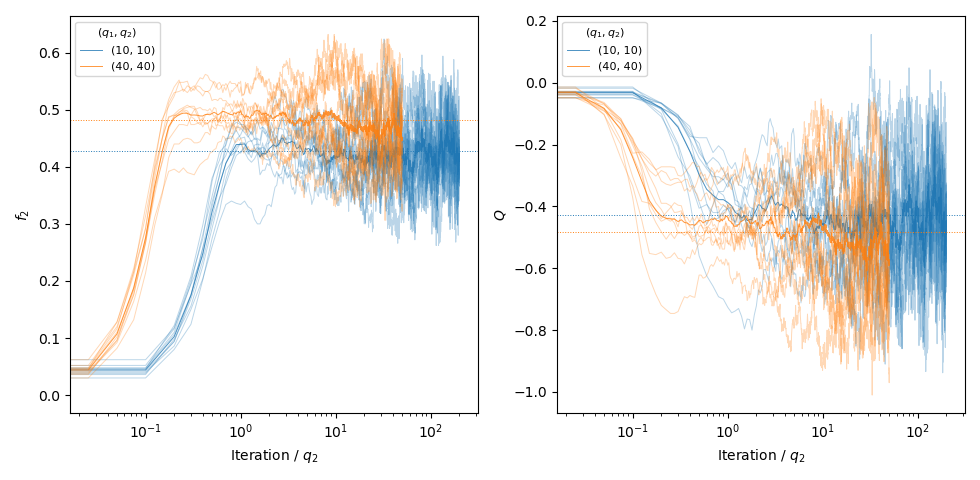 (q₁, q₂)
(10, 10)
(40, 40)
0.6
0.5
0.4
0.3
0.2
0.1
0.0
f₂
10⁻¹ 10⁰ 10¹ 10²
Iteration / q₂
(q₁, q₂)
(10, 10)
(40, 40)
0.2
0.0
−0.2
−0.4
−0.6
−0.8
−1.0
Q
10⁻¹ 10⁰ 10¹ 10²
Iteration / q₂